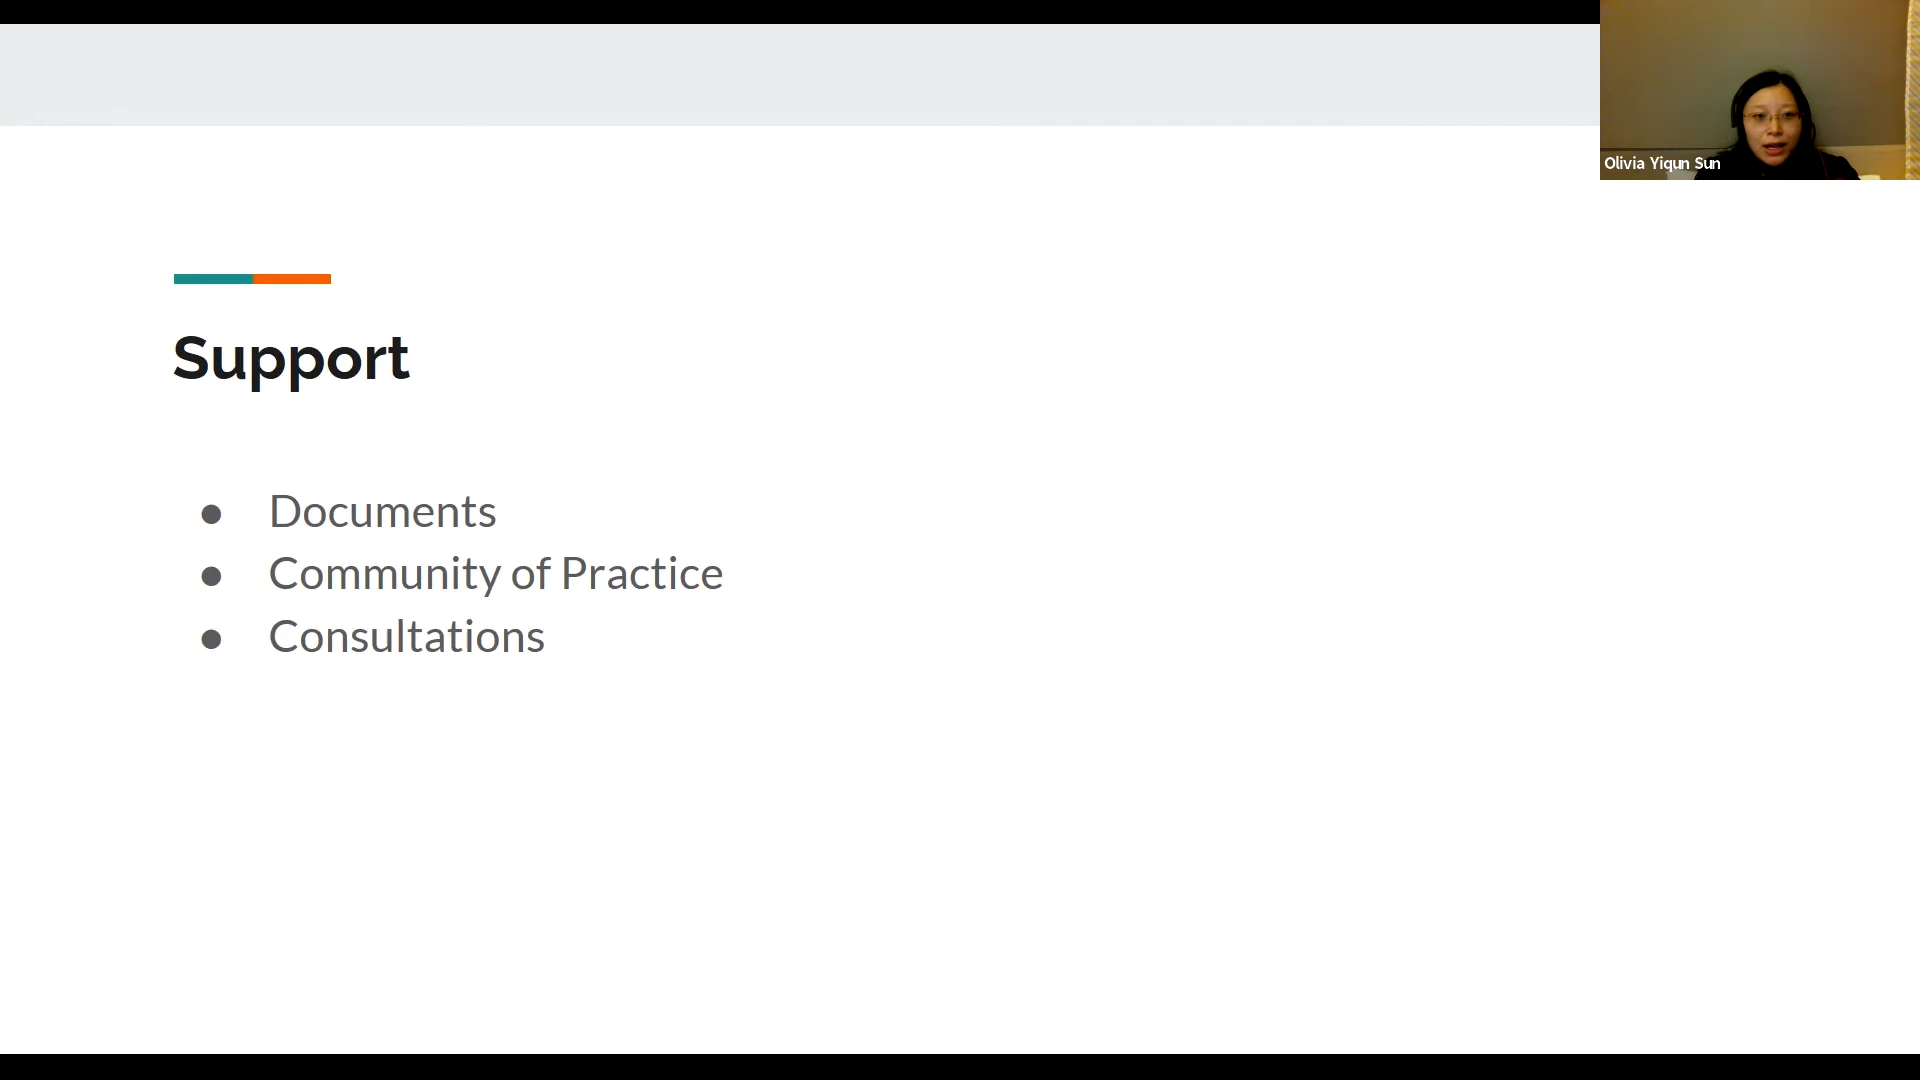 Olivia Yiqun Sun
Support
● Documents
● Community of Practice
● Consultations